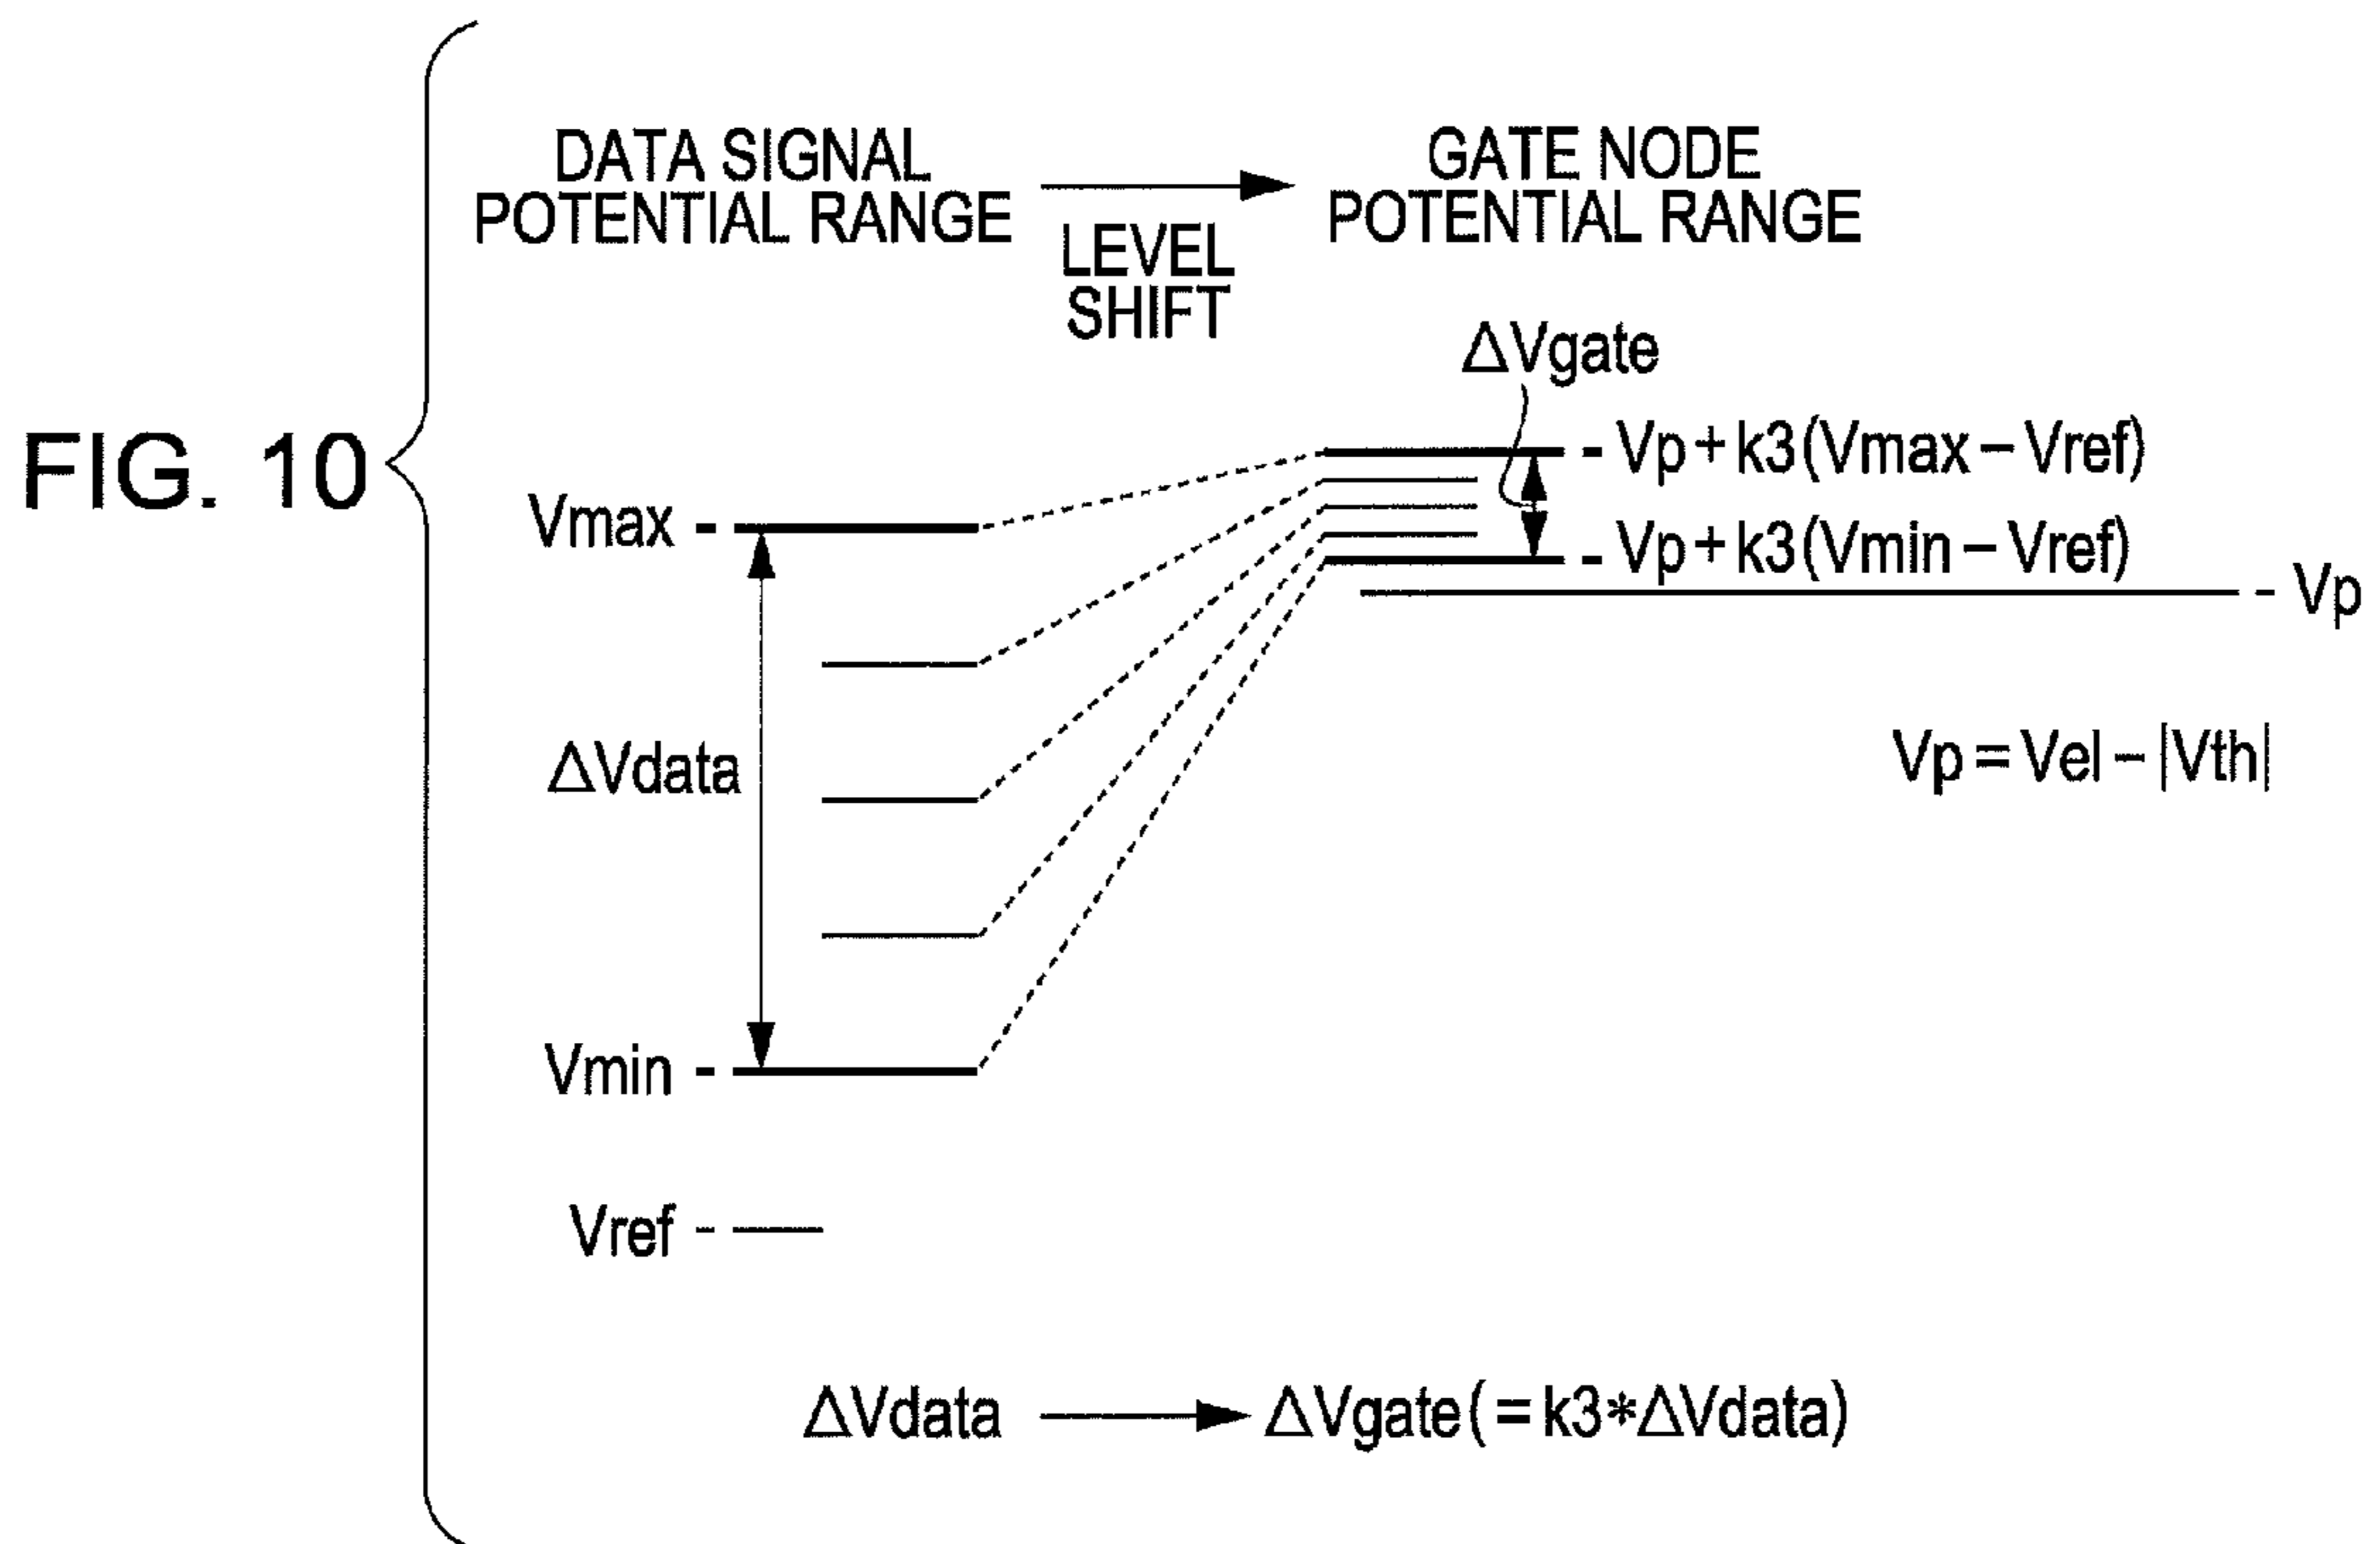 FIG. 10
DATA SIGNAL
POTENTIAL RANGE
LEVEL
SHIFT
GATE NODE
POTENTIAL RANGE
ΔVgate
Vp + k3(Vmax – Vref)
Vmax
Vp + k3(Vmin – Vref)
Vp
ΔVdata
Vp = Vel – |Vth|
Vmin
Vref
ΔVdata
ΔVgate( = k3*ΔVdata)